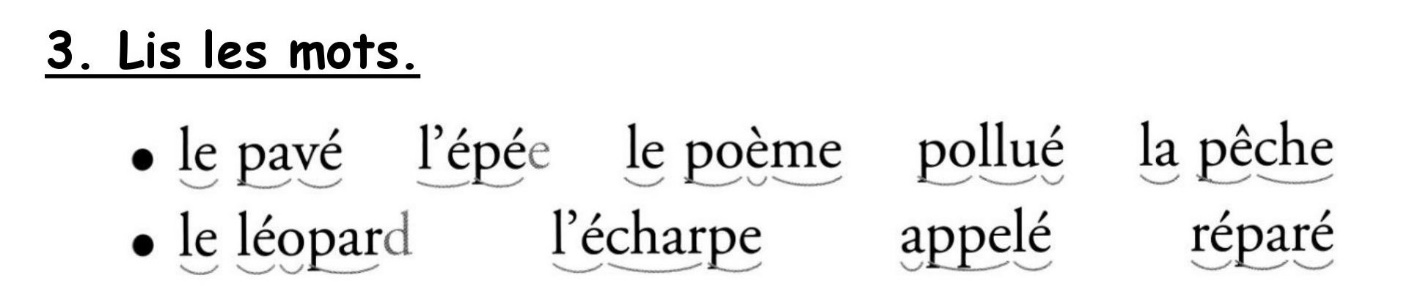 3. Lis les mots.
• le pavé l'épée le poème pollué la pêche
• le léopard l'écharpe appelé réparé